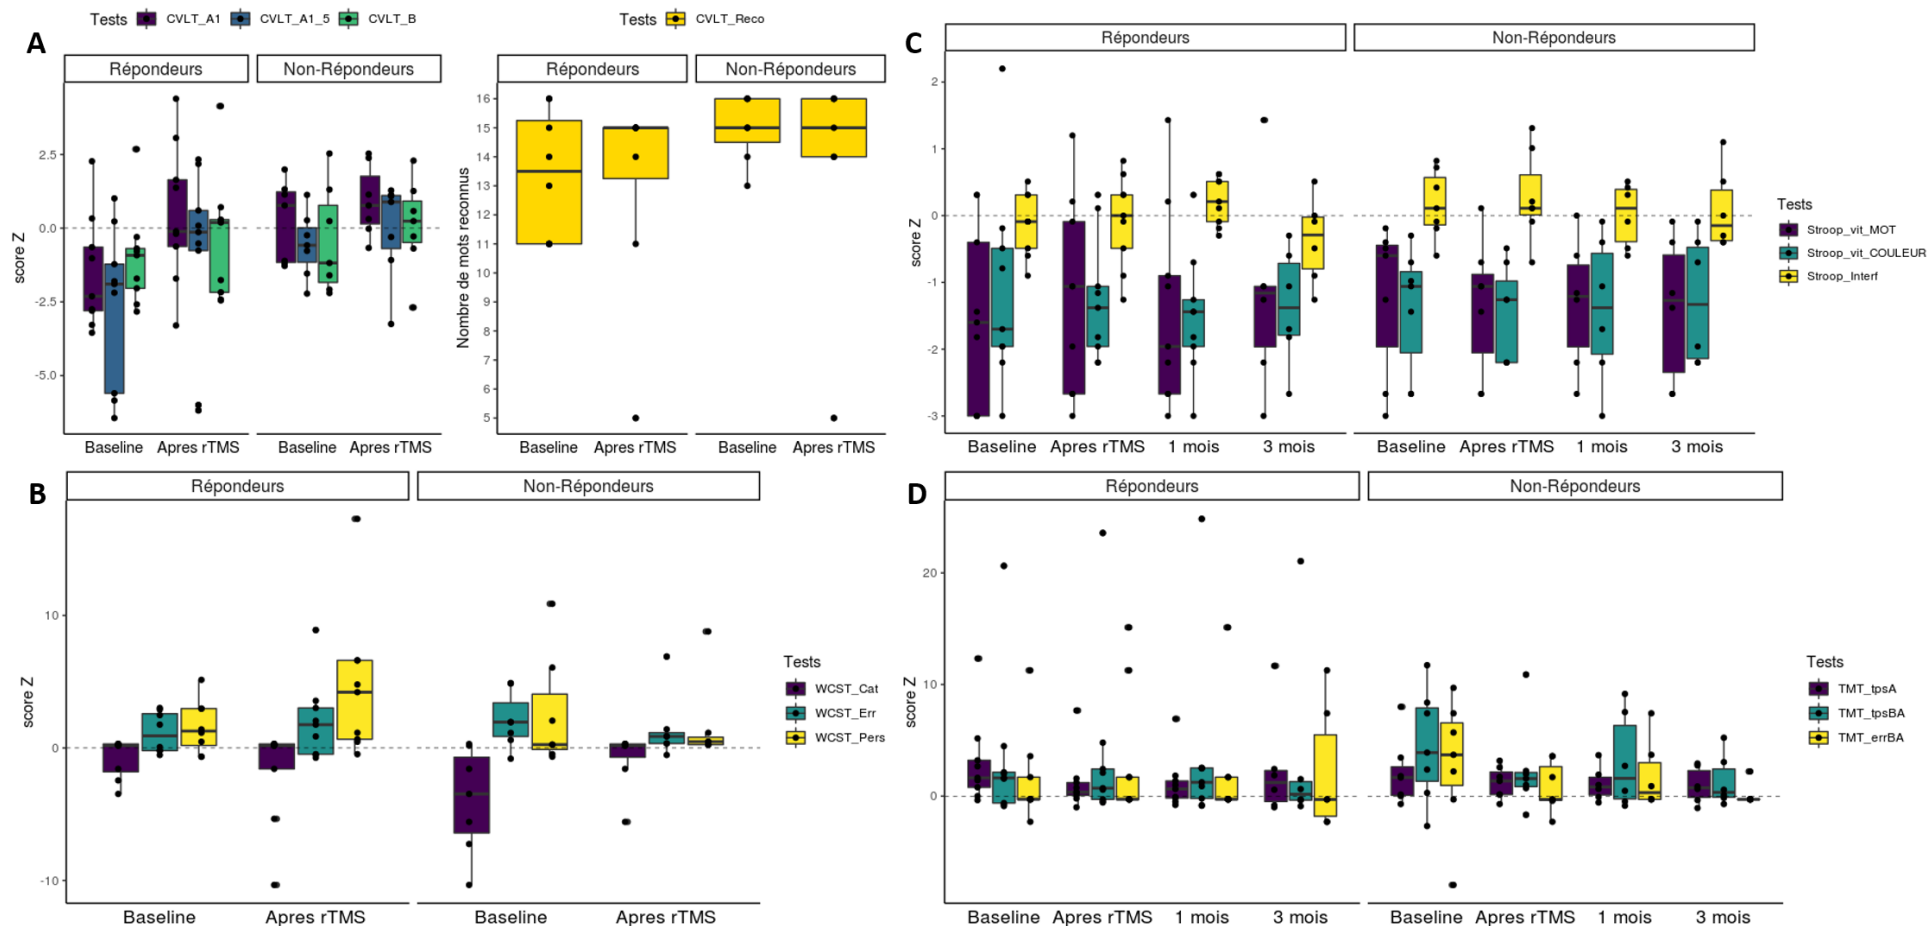 Tests CVLT_A1 CVLT_A1_5 CVLT_B
A
Répondeurs Non-Répondeurs
2.5
0.0
-2.5
-5.0
score Z
Baseline Apres rTMS Baseline Apres rTMS
Tests CVLT_Reco
Répondeurs Non-Répondeurs
16
15
14
13
12
11
10
9
8
7
6
5
Nombre de mots reconnus
Baseline Apres rTMS Baseline Apres rTMS
C
Répondeurs Non-Répondeurs
2
1
0
-1
-2
-3
score Z
Baseline Apres rTMS 1 mois 3 mois Baseline Apres rTMS 1 mois 3 mois
Tests
Stroop_vit_MOT
Stroop_vit_COULEUR
Stroop_Interf
B
Répondeurs Non-Répondeurs
10
0
-10
score Z
Baseline Apres rTMS Baseline Apres rTMS
Tests
WCST_Cat
WCST_Err
WCST_Pers
D
Répondeurs Non-Répondeurs
20
10
0
score Z
Baseline Apres rTMS 1 mois 3 mois Baseline Apres rTMS 1 mois 3 mois
Tests
TMT_tpsA
TMT_tpsBA
TMT_errBA